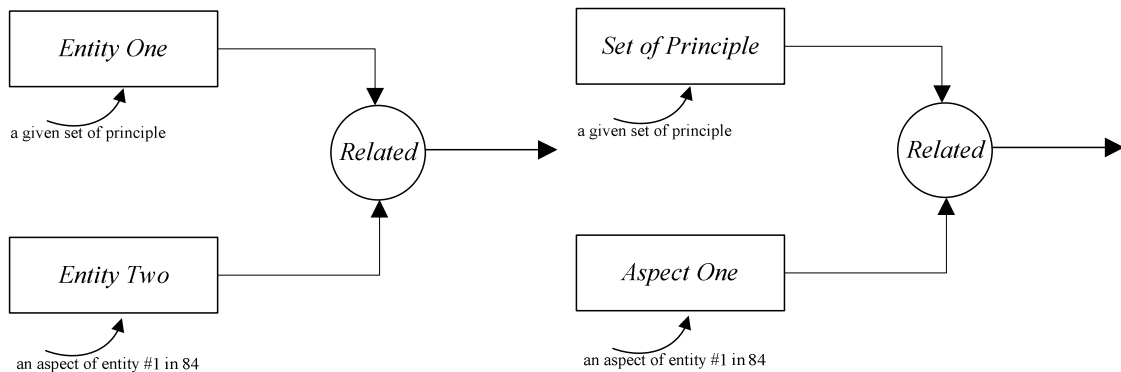 Entity One
a given set of principle
Related
Entity Two
an aspect of entity #1 in 84
Set of Principle
a given set of principle
Related
Aspect One
an aspect of entity #1 in 84